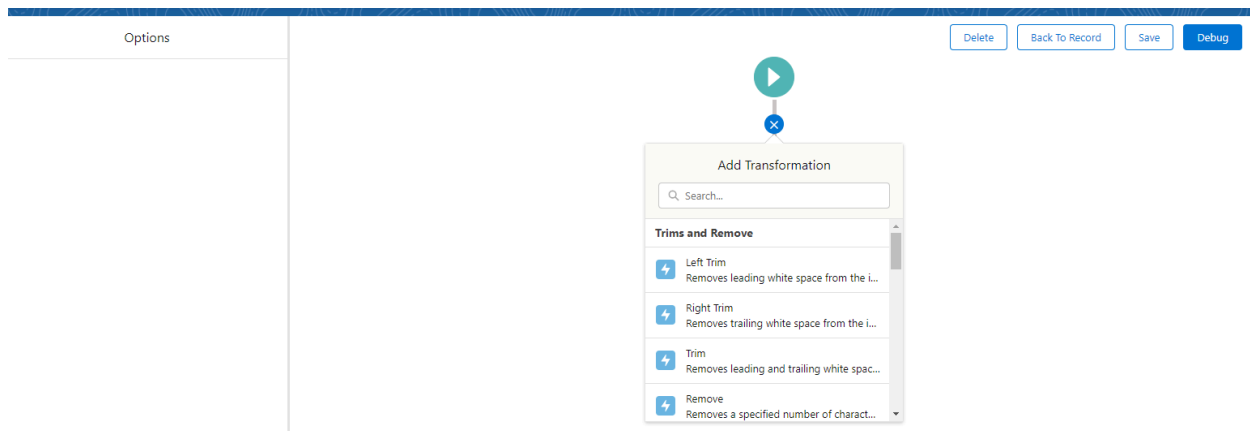 Options
Delete
Back To Record
Save
Debug
Add Transformation
Search...
Trims and Remove
Left Trim
Removes leading white space from the i...
Right Trim
Removes trailing white space from the i...
Trim
Removes leading and trailing white spac...
Remove
Removes a specified number of charact...